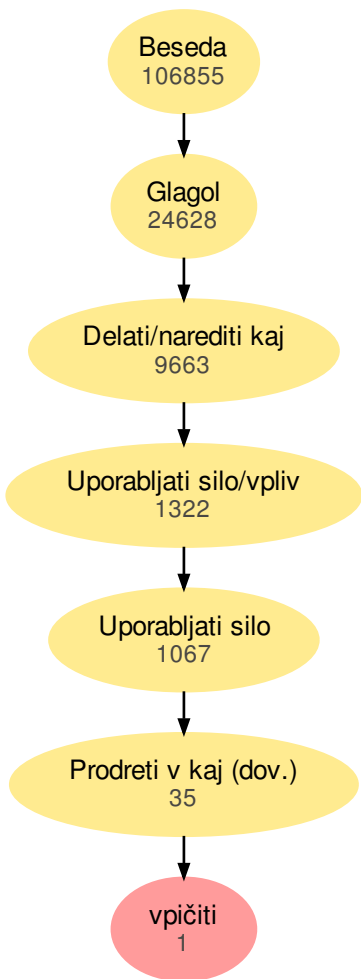 Beseda
106855
Glagol
24628
Delati/narediti kaj
9663
Uporabljati silo/vpliv
1322
Uporabljati silo
1067
Prodreti v kaj (dov.)
35
vpičiti
1